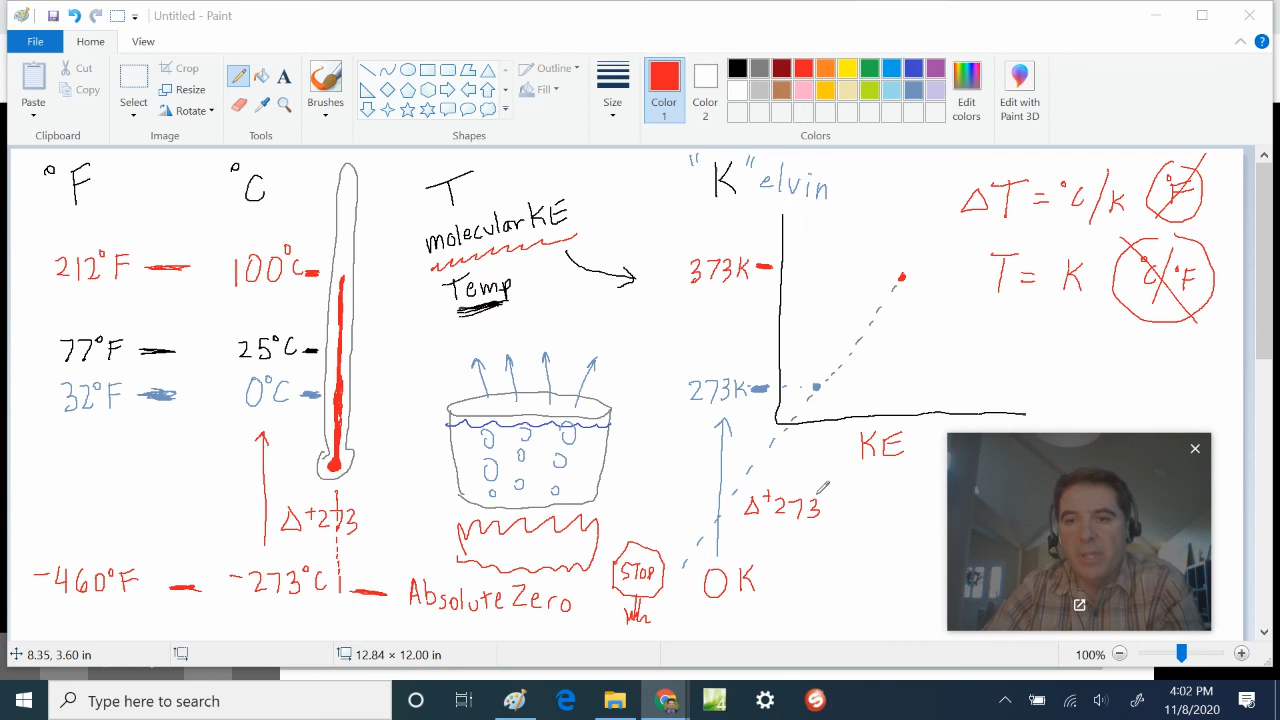 Untitled - Paint
File
Home
View
Paste
Cut
Copy
Clipboard
Select
Crop
Resize
Rotate
Image
A
Tools
Brushes
Shapes
Outline
Fill
Size
Color
1
Color
2
Colors
Edit
colors
Edit with
Paint 3D
°F
°C
T
molecular KE
Temp
"K"elvin
ΔT = °C/K °F
T = K °C/°F
212°F
100°C
373K
77°F
25°C
32°F
0°C
273K
KE
Δ+273
Δ+273
-460°F
-273°C
Absolute Zero
STOP
0 K
8.35, 3.60 in
12.84 × 12.00 in
100%
Type here to search
4:02 PM
11/8/2020